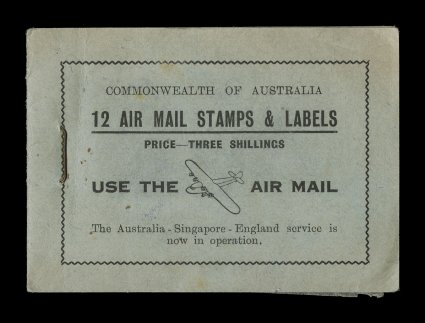 COMMONWEALTH OF AUSTRALIA
12 AIR MAIL STAMPS & LABELS
PRICE—THREE SHILLINGS
USE THE AIR MAIL
The Australia - Singapore - England service is
now in operation.